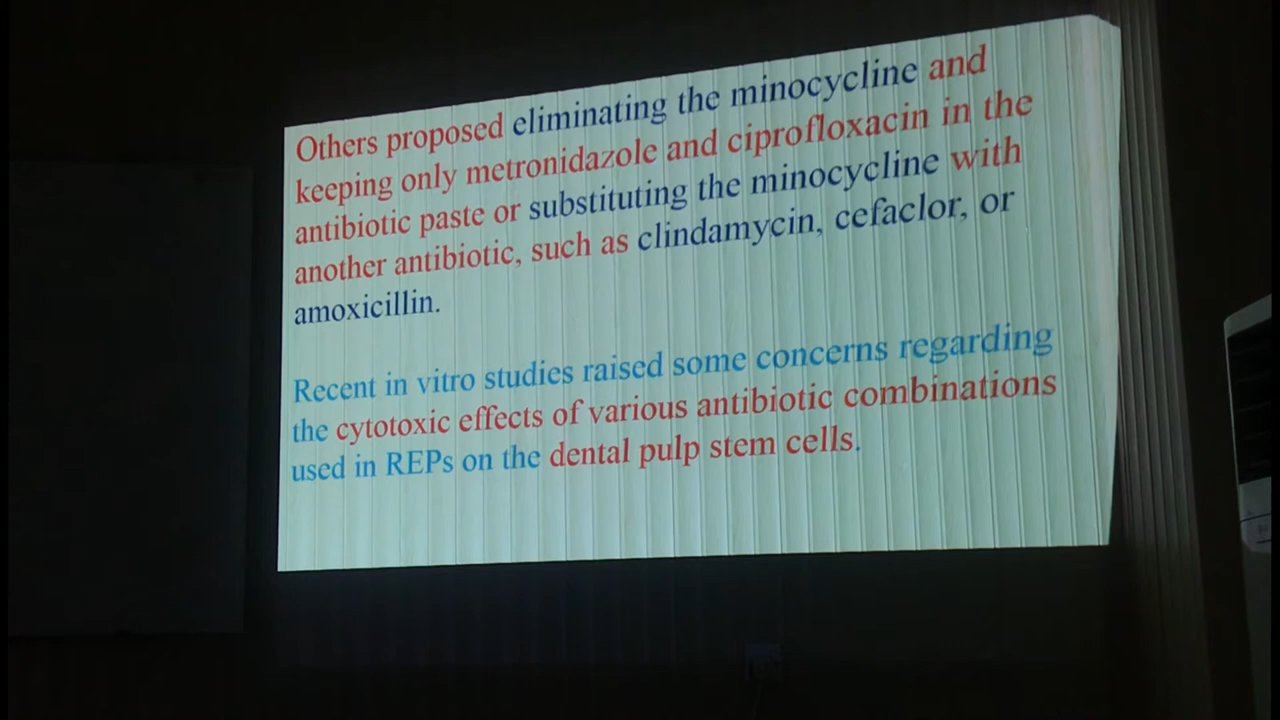 Others proposed eliminating the minocycline and
keeping only metronidazole and ciprofloxacin in the
antibiotic paste or substituting the minocycline with
another antibiotic, such as clindamycin, cefaclor, or
amoxicillin.
Recent in vitro studies raised some concerns regarding
the cytotoxic effects of various antibiotic combinations
used in REPs on the dental pulp stem cells.